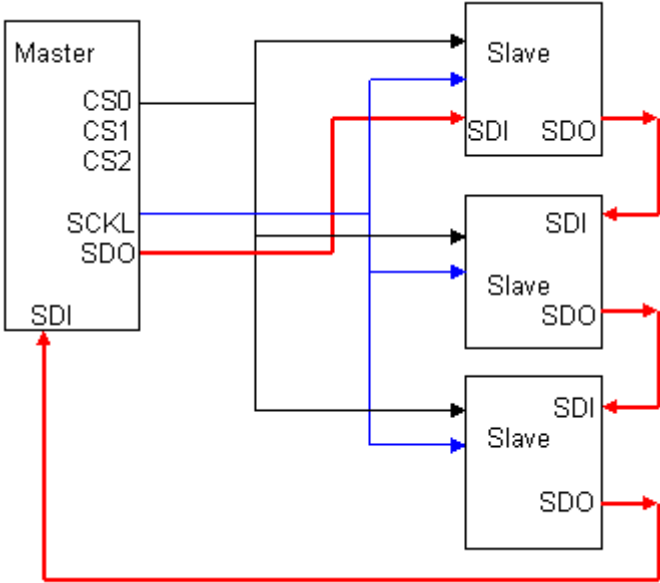 Master
CS0
CS1
CS2
SCKL
SDO
SDI
Slave
SDI SDO
SDI
Slave
SDO
SDI
Slave
SDO